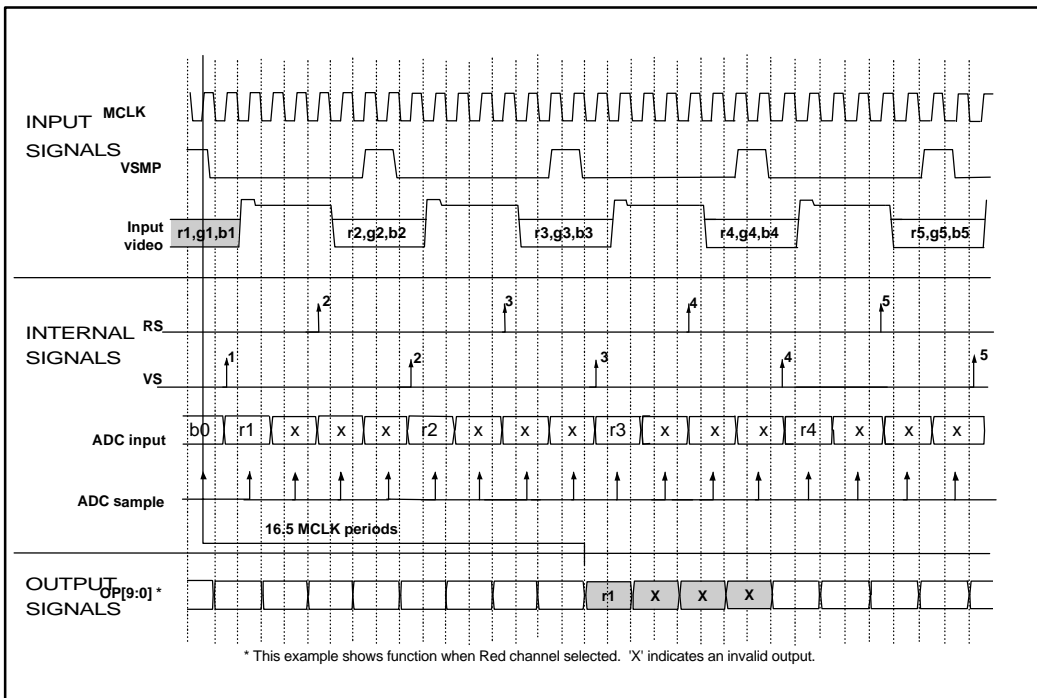 INPUT
SIGNALS
MCLK
VSMP
Input
video
r1,g1,b1
r2,g2,b2
r3,g3,b3
r4,g4,b4
r5,g5,b5
INTERNAL
SIGNALS
RS
2
3
4
5
VS
1
2
3
4
5
ADC input
b0 r1 x x x r2 x x x r3 x x x r4 x x x
ADC sample
16.5 MCLK periods
OUTPUT
SIGNALS
OP[9:0] *
r1 X X X
* This example shows function when Red channel selected. 'X' indicates an invalid output.